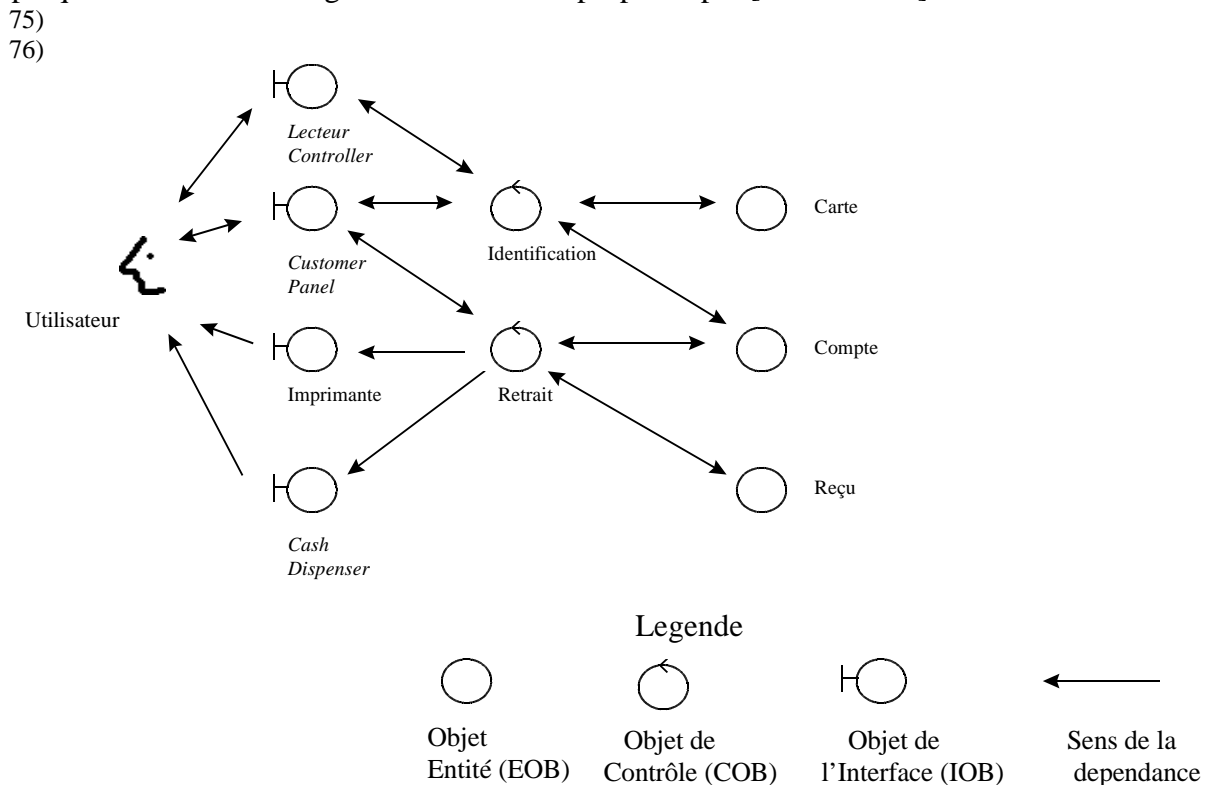 75)
76)
Lecteur
Controller
Carte
Identification
Customer
Panel
Utilisateur
Compte
Imprimante
Retrait
Reçu
Cash
Dispenser
Legende
Objet
Entité (EOB)
Objet de
Contrôle (COB)
Objet de
l'Interface (IOB)
Sens de la
dependance